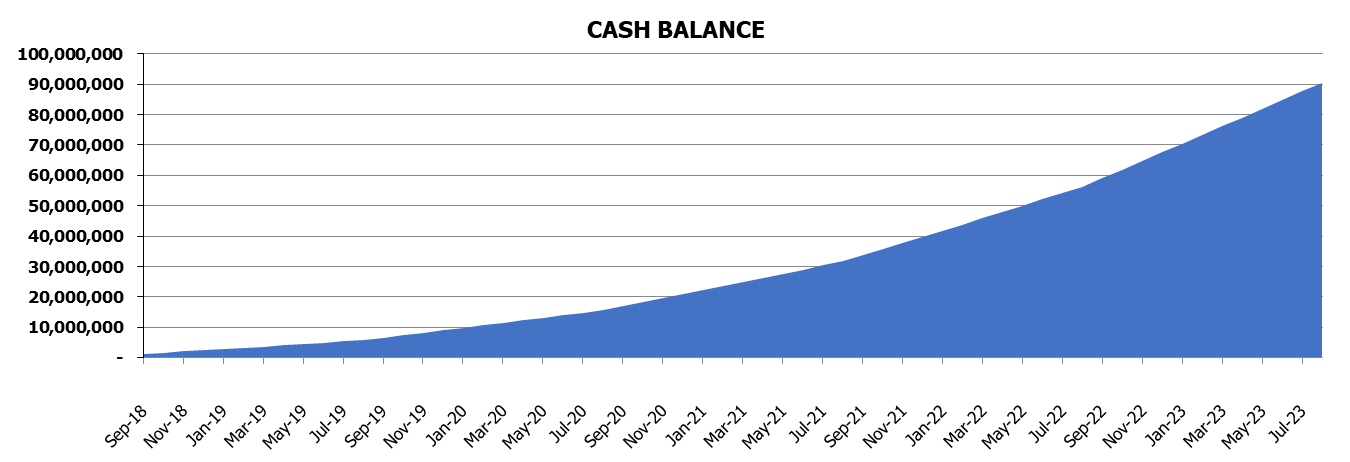 CASH BALANCE
100,000,000
90,000,000
80,000,000
70,000,000
60,000,000
50,000,000
40,000,000
30,000,000
20,000,000
10,000,000
-
Sep-18
Nov-18
Jan-19
Mar-19
May-19
Jul-19
Sep-19
Nov-19
Jan-20
Mar-20
May-20
Jul-20
Sep-20
Nov-20
Jan-21
Mar-21
May-21
Jul-21
Sep-21
Nov-21
Jan-22
Mar-22
May-22
Jul-22
Sep-22
Nov-22
Jan-23
Mar-23
May-23
Jul-23